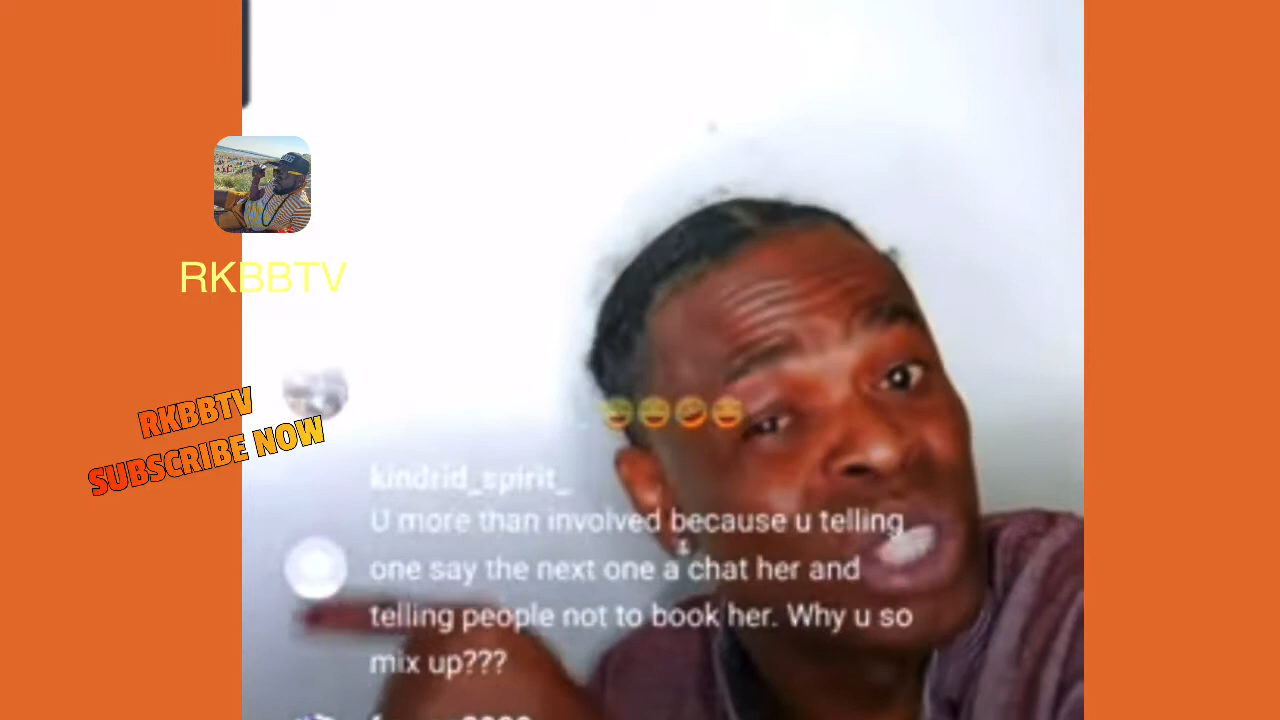 RKBBTV
RKBBTV
SUBSCRIBE NOW
kindrid_spirit_
U more than involved because u telling
one say the next one a chat her and
telling people not to book her. Why u so
mix up???